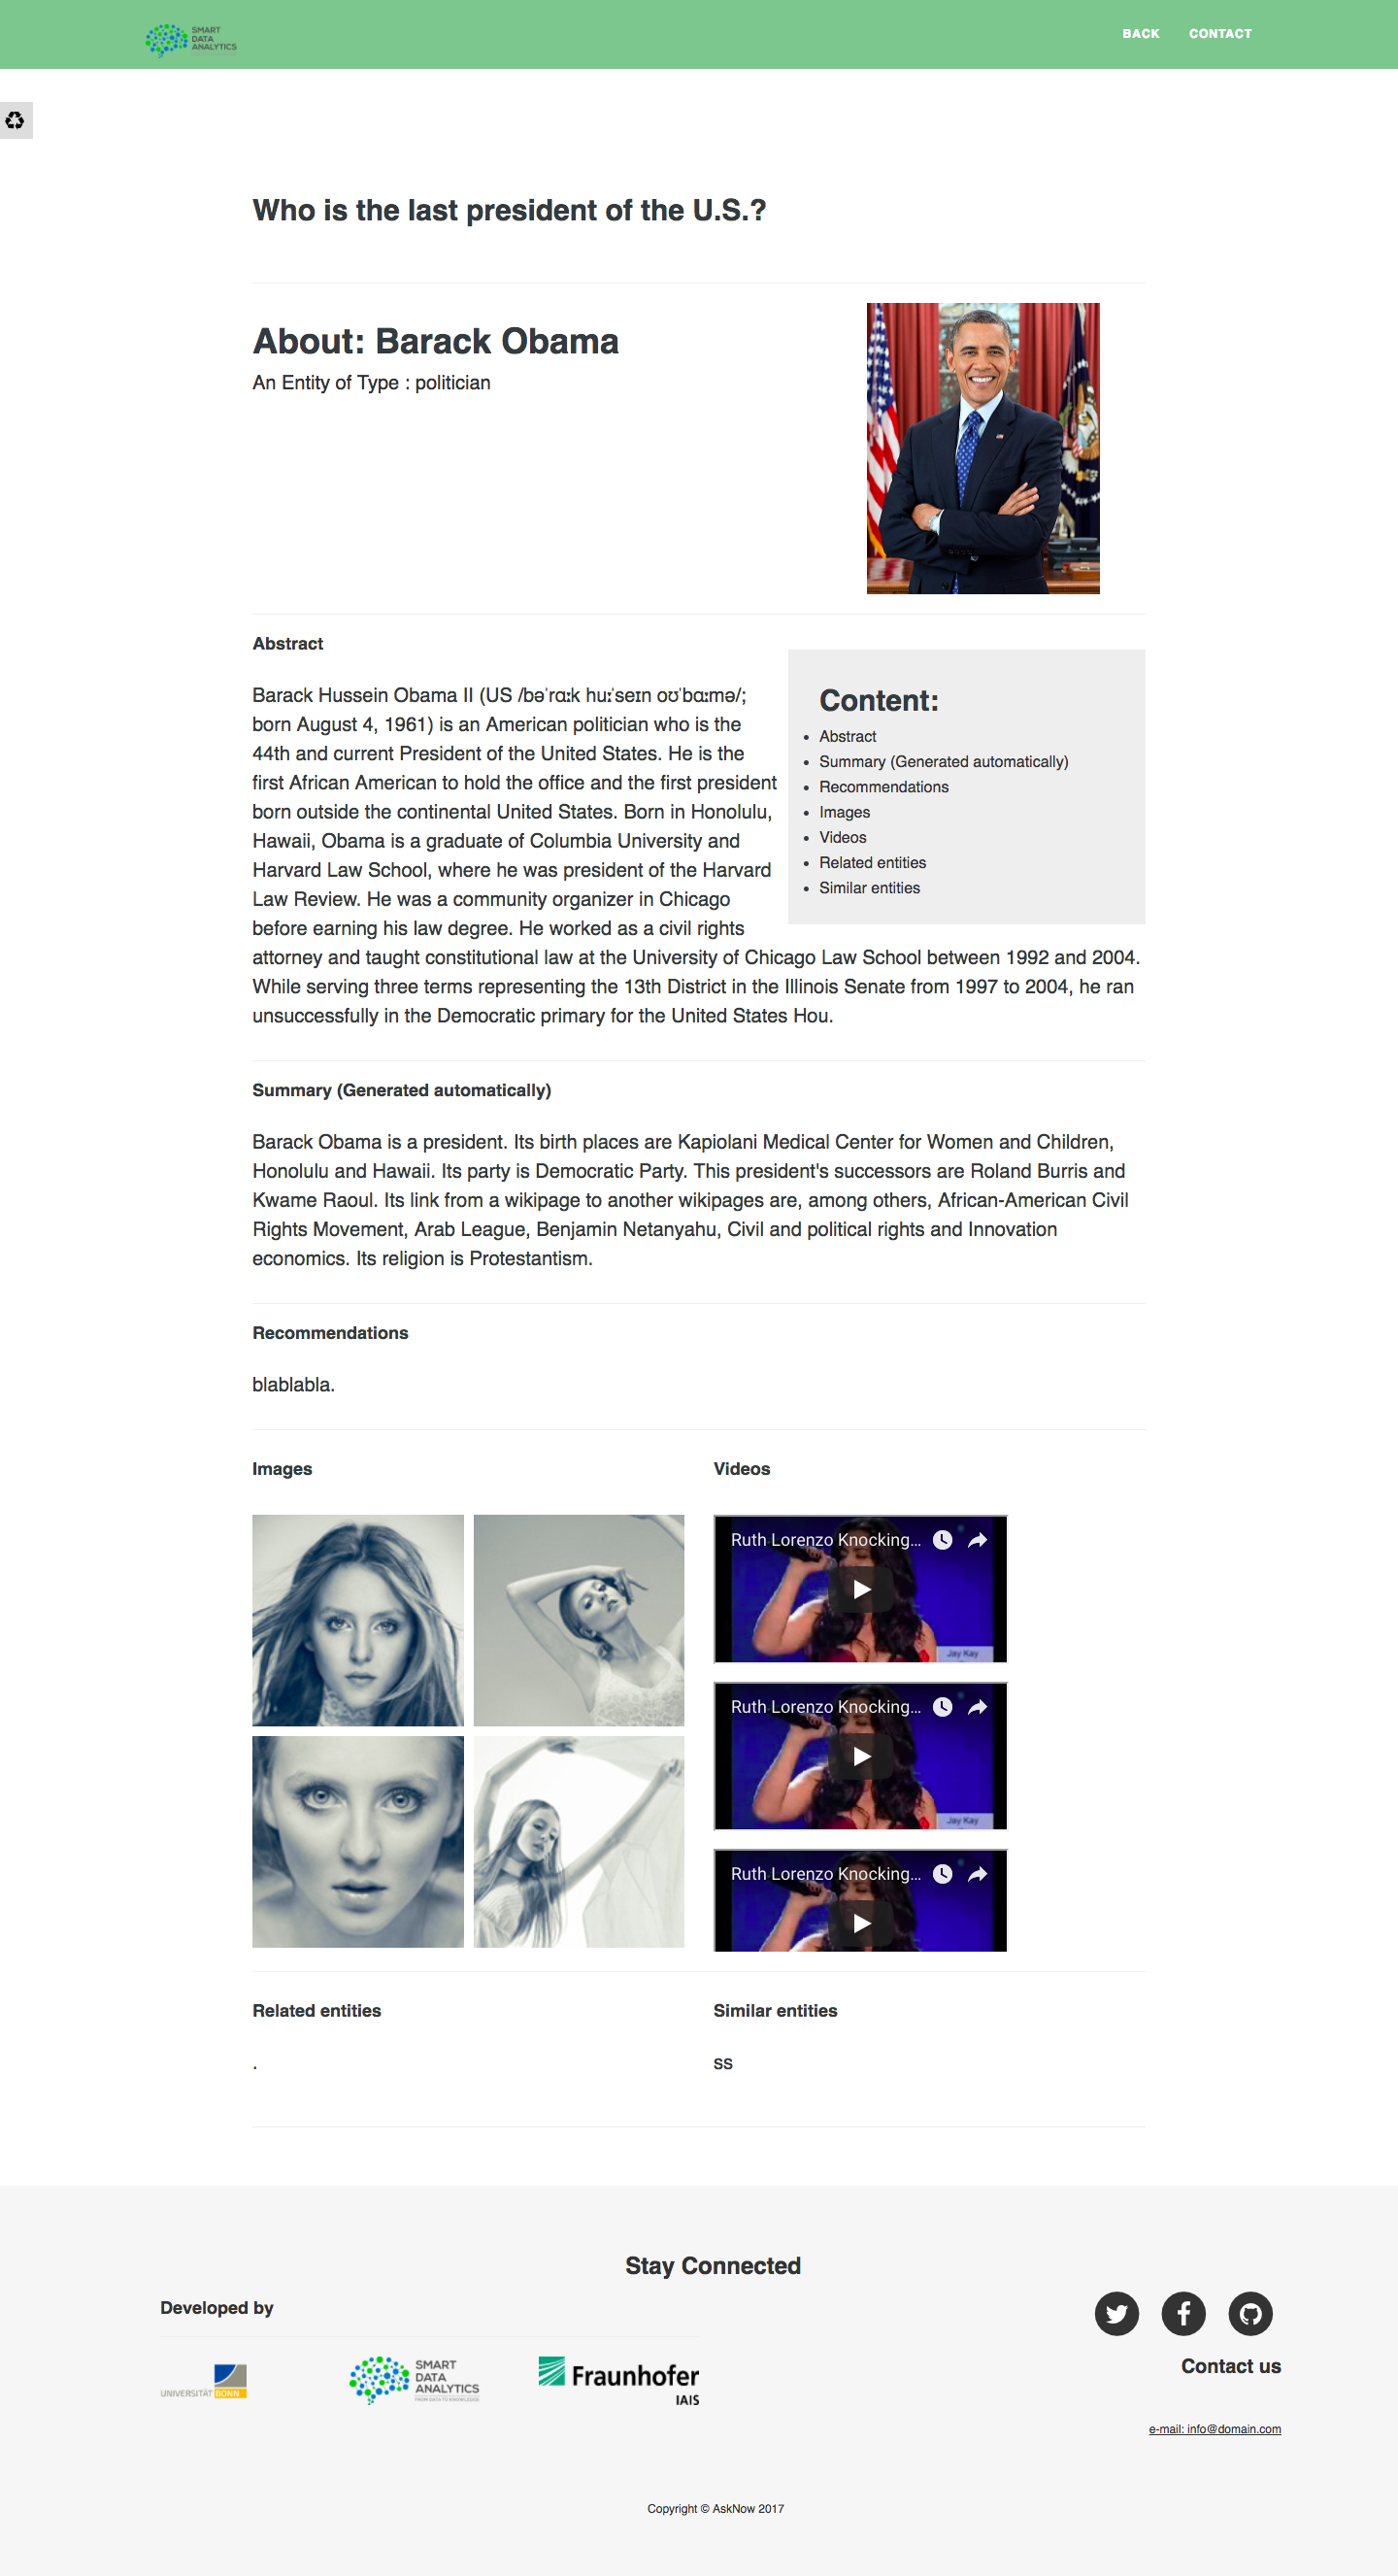 SMART
DATA
ANALYTICS
BACK
CONTACT
Who is the last president of the U.S.?
About: Barack Obama
An Entity of Type : politician
Abstract
Barack Hussein Obama II (US /bəˈrɑːk huːˈseɪn oʊˈbɑːmə/;
born August 4, 1961) is an American politician who is the
44th and current President of the United States. He is the
first African American to hold the office and the first president
born outside the continental United States. Born in Honolulu,
Hawaii, Obama is a graduate of Columbia University and
Harvard Law School, where he was president of the Harvard
Law Review. He was a community organizer in Chicago
before earning his law degree. He worked as a civil rights
attorney and taught constitutional law at the University of Chicago Law School between 1992 and 2004.
While serving three terms representing the 13th District in the Illinois Senate from 1997 to 2004, he ran
unsuccessfully in the Democratic primary for the United States Hou.
Content:
• Abstract
• Summary (Generated automatically)
• Recommendations
• Images
• Videos
• Related entities
• Similar entities
Summary (Generated automatically)
Barack Obama is a president. Its birth places are Kapiolani Medical Center for Women and Children,
Honolulu and Hawaii. Its party is Democratic Party. This president's successors are Roland Burris and
Kwame Raoul. Its link from a wikipage to another wikipages are, among others, African-American Civil
Rights Movement, Arab League, Benjamin Netanyahu, Civil and political rights and Innovation
economics. Its religion is Protestantism.
Recommendations
blablabla.
Images
Videos
Ruth Lorenzo Knocking...
Jay Kay
Ruth Lorenzo Knocking...
Jay Kay
Ruth Lorenzo Knocking...
Related entities
.
Similar entities
SS
Stay Connected
Developed by
UNIVERSITÄT BONN
SMART
DATA
ANALYTICS
FROM DATA TO KNOWLEDGE
Fraunhofer
IAIS
Contact us
e-mail: info@domain.com
Copyright © AskNow 2017